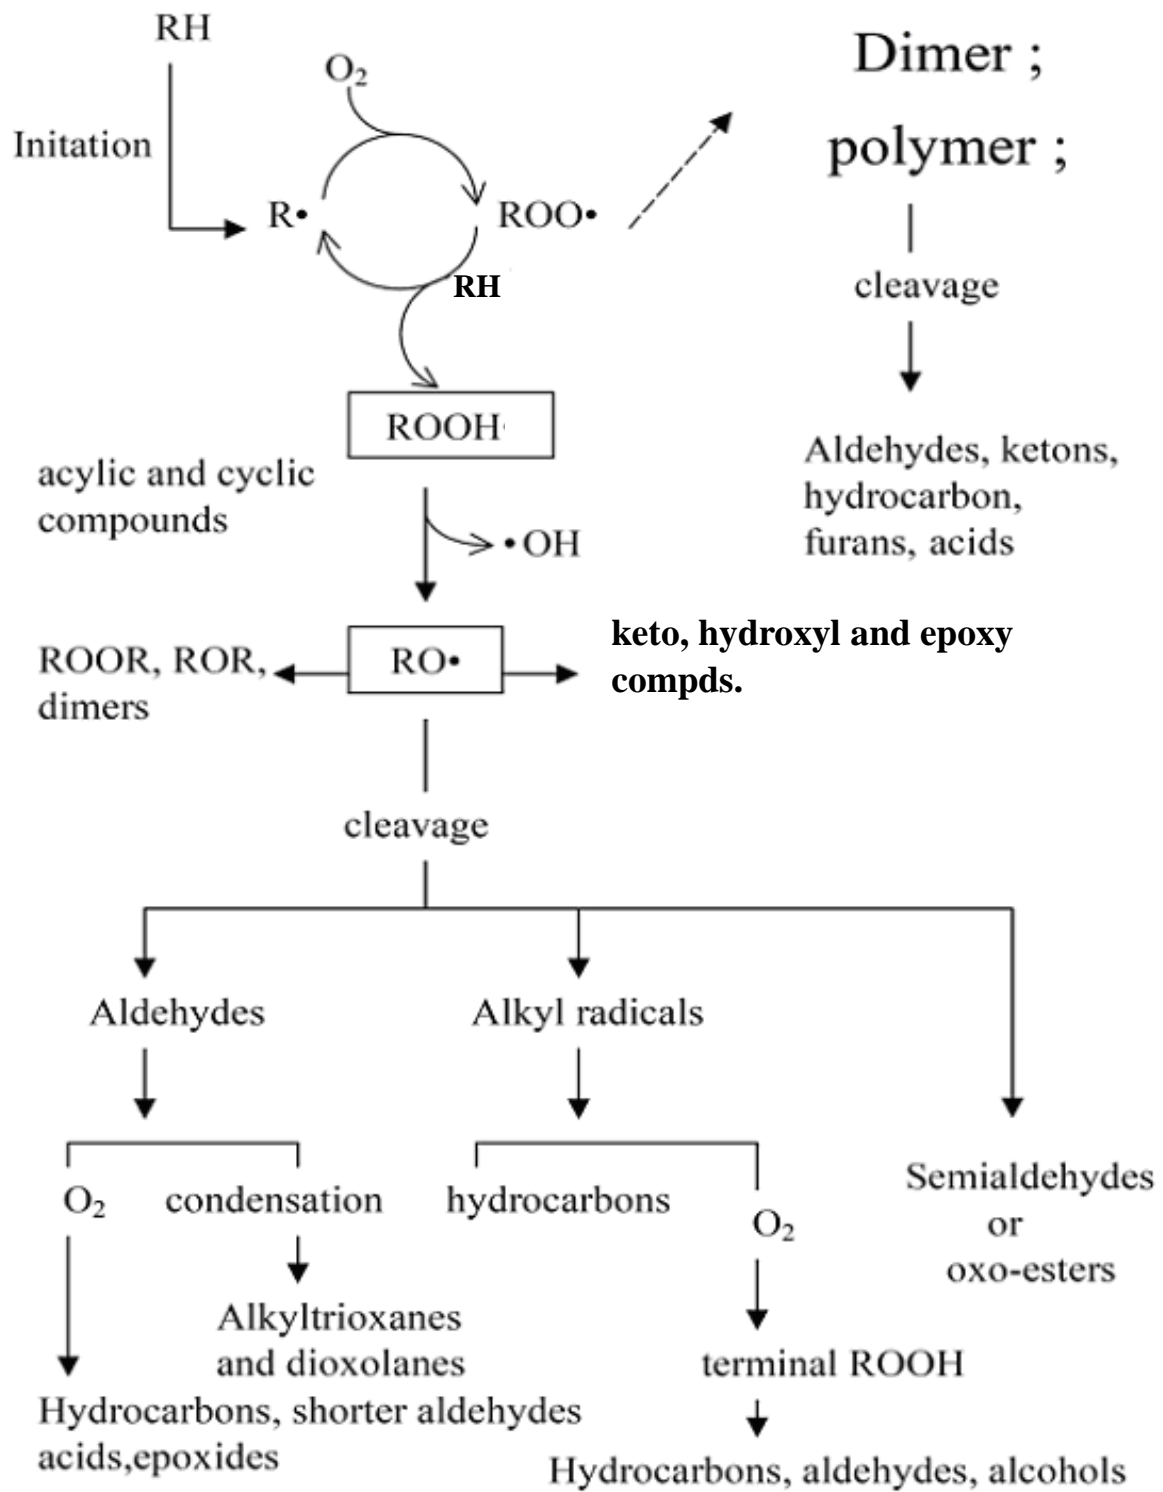 RH
O₂
Dimer ;
Initation
polymer ;
R•
ROO•
RH
cleavage
ROOH
Aldehydes, ketons,
hydrocarbon,
furans, acids
acylic and cyclic
compounds
•OH
ROOR, ROR,
dimers
RO•
keto, hydroxyl and epoxy
compds.
cleavage
Aldehydes
Alkyl radicals
O₂
condensation
hydrocarbons
O₂
Semialdehydes
or
oxo-esters
Alkyltrioxanes
and dioxolanes
terminal ROOH
Hydrocarbons, shorter aldehydes
acids,epoxides
Hydrocarbons, aldehydes, alcohols